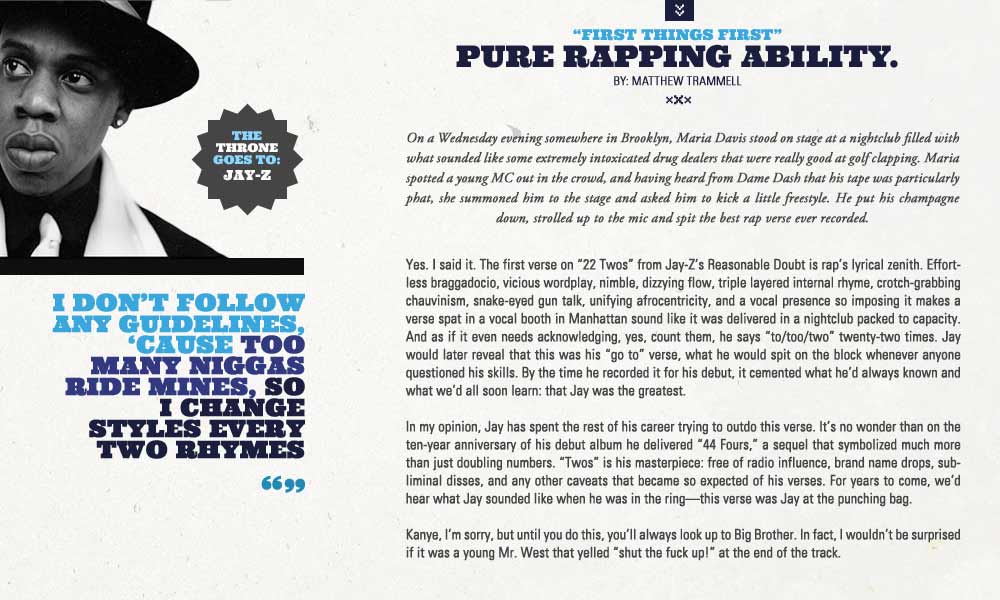 “FIRST THINGS FIRST”
PURE RAPPING ABILITY.
BY: MATTHEW TRAMMELL
THE
THRONE
GOES TO:
JAY-Z
On a Wednesday evening somewhere in Brooklyn, Maria Davis stood on stage at a nightclub filled with
what sounded like some extremely intoxicated drug dealers that were really good at golf clapping. Maria
spotted a young MC out in the crowd, and having heard from Dame Dash that his tape was particularly
phat, she summoned him to the stage and asked him to kick a little freestyle. He put his champagne
down, strolled up to the mic and spit the best rap verse ever recorded.
Yes. I said it. The first verse on “22 Twos” from Jay-Z’s Reasonable Doubt is rap’s lyrical zenith. Effort-
less braggadocio, vicious wordplay, nimble, dizzying flow, triple layered internal rhyme, crotch-grabbing
chauvinism, snake-eyed gun talk, unifying afrocentricity, and a vocal presence so imposing it makes a
verse spat in a vocal booth in Manhattan sound like it was delivered in a nightclub packed to capacity.
And as if it even needs acknowledging, yes, count them, he says “to/too/two” twenty-two times. Jay
would later reveal that this was his “go to” verse, what he would spit on the block whenever anyone
questioned his skills. By the time he recorded it for his debut, it cemented what he’d always known and
what we’d all soon learn: that Jay was the greatest.
In my opinion, Jay has spent the rest of his career trying to outdo this verse. It’s no wonder than on the
ten-year anniversary of his debut album he delivered “44 Fours,” a sequel that symbolized much more
than just doubling numbers. “Twos” is his masterpiece: free of radio influence, brand name drops, sub-
liminal disses, and any other caveats that became so expected of his verses. For years to come, we’d
hear what Jay sounded like when he was in the ring—this verse was Jay at the punching bag.
Kanye, I’m sorry, but until you do this, you’ll always look up to Big Brother. In fact, I wouldn’t be surprised
if it was a young Mr. West that yelled “shut the fuck up!” at the end of the track.
I DON’T FOLLOW
ANY GUIDELINES,
‘CAUSE TOO
MANY NIGGAS
RIDE MINES, SO
I CHANGE
STYLES EVERY
TWO RHYMES
“”